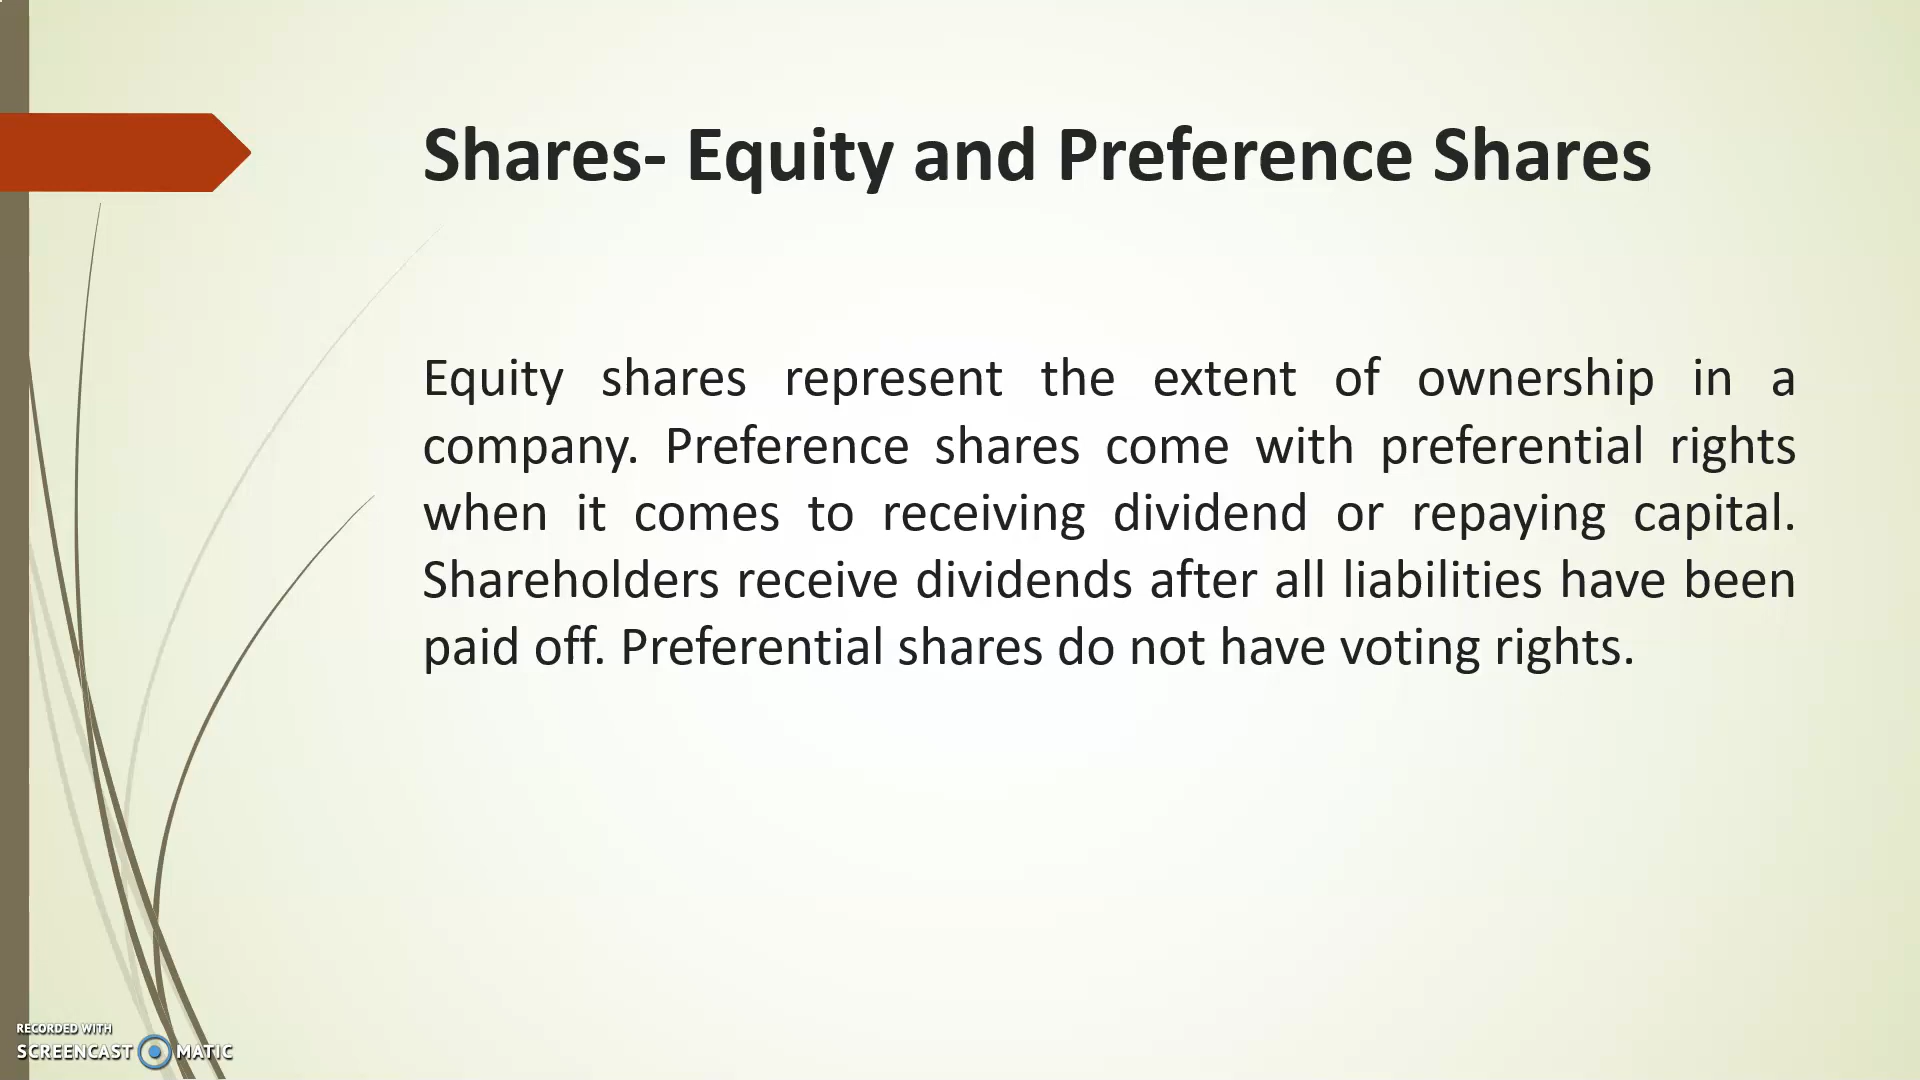 Shares- Equity and Preference Shares
Equity shares represent the extent of ownership in a
company. Preference shares come with preferential rights
when it comes to receiving dividend or repaying capital.
Shareholders receive dividends after all liabilities have been
paid off. Preferential shares do not have voting rights.
RECORDED WITH
SCREENCAST MATIC